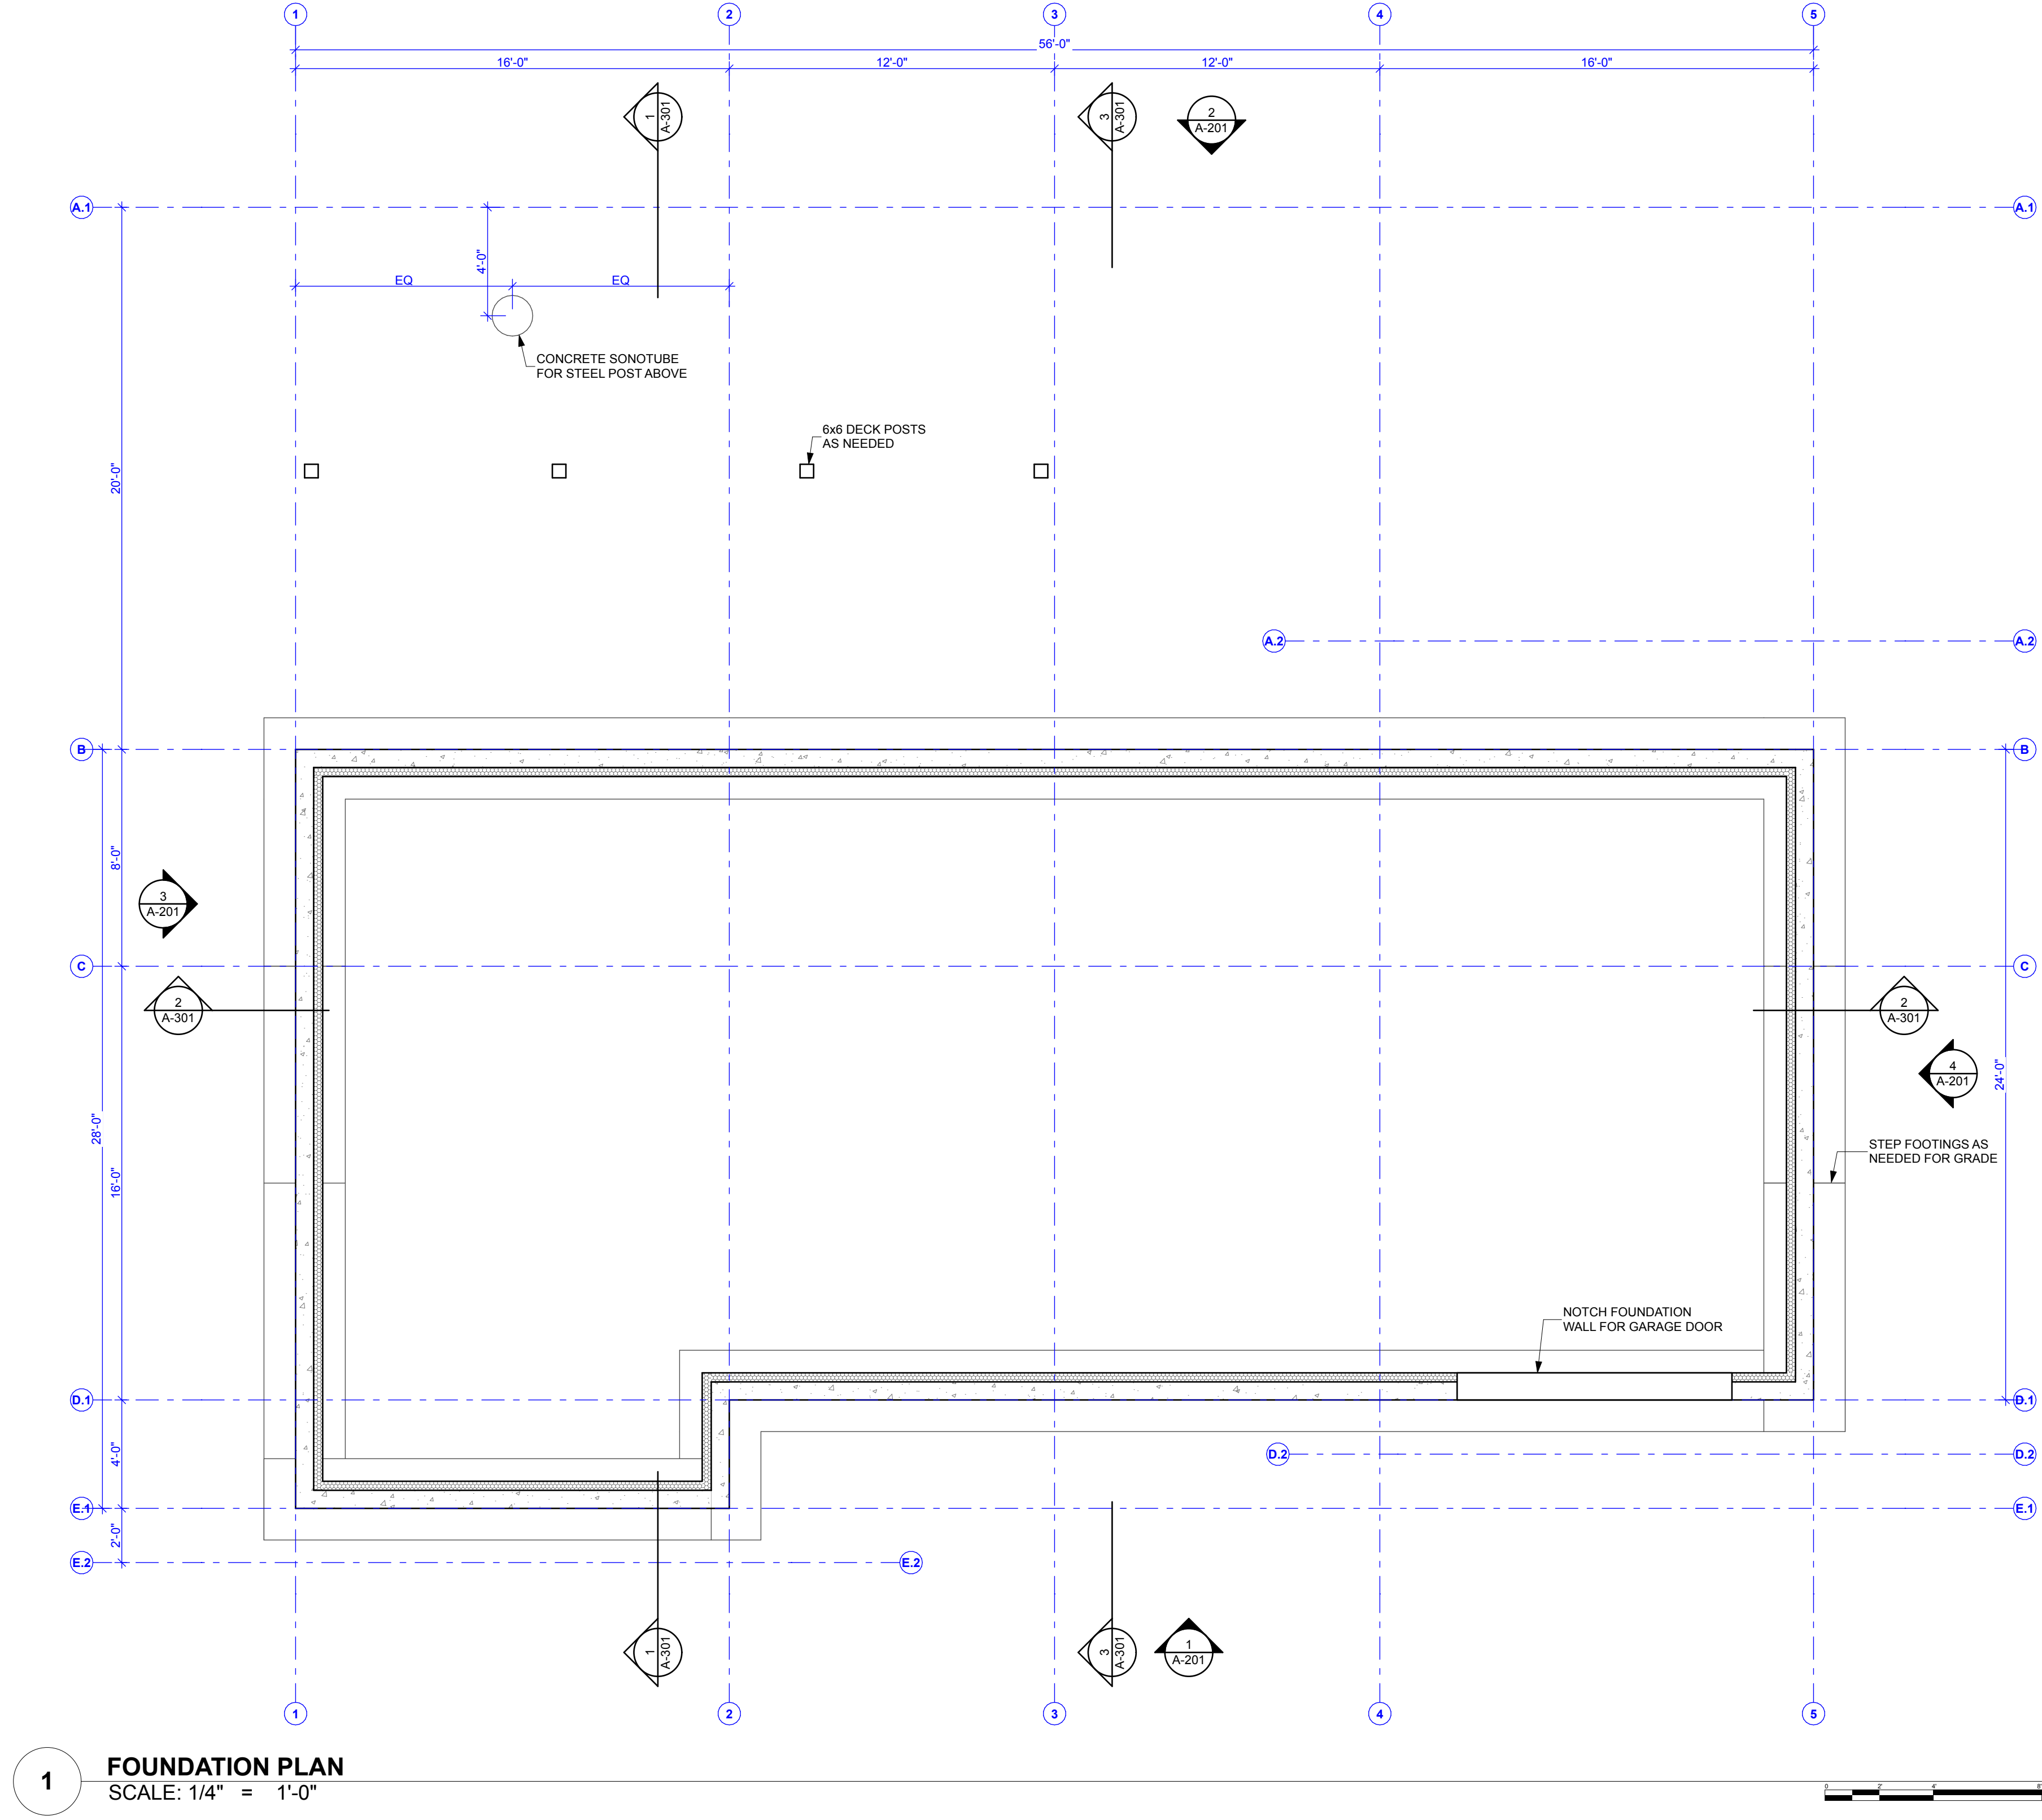 1
2
3
4
5
56'-0"
16'-0"
12'-0"
12'-0"
16'-0"
1
A-301
3
A-301
2
A-201
A.1
A.1
4'-0"
EQ
EQ
CONCRETE SONOTUBE
FOR STEEL POST ABOVE
6x6 DECK POSTS
AS NEEDED
20'-0"
A.2
A.2
B
B
8'-0"
3
A-201
C
C
2
A-301
2
A-301
4
A-201
24'-0"
28'-0"
16'-0"
STEP FOOTINGS AS
NEEDED FOR GRADE
NOTCH FOUNDATION
WALL FOR GARAGE DOOR
D.1
D.1
4'-0"
D.2
D.2
E.1
E.1
2'-0"
E.2
E.2
1
A-301
3
A-301
1
A-201
1
2
3
4
5
1
FOUNDATION PLAN
SCALE: 1/4" = 1'-0"
0 2' 4' 8'